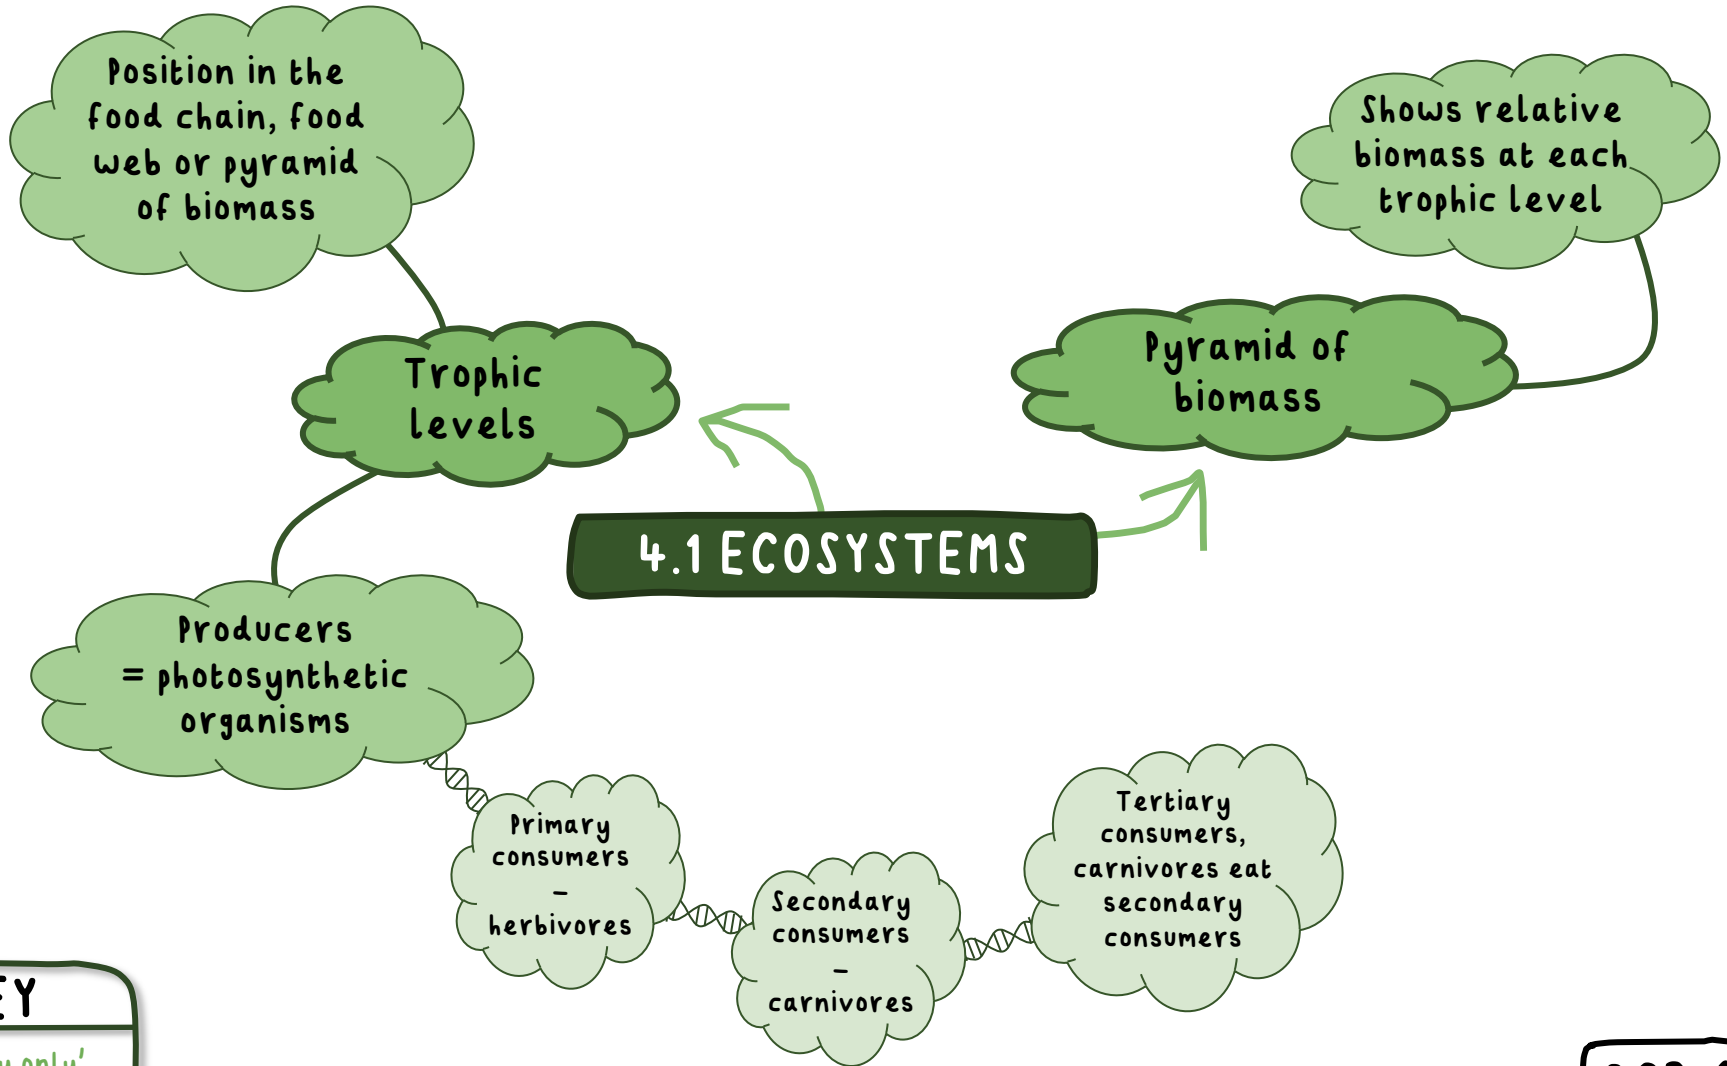 Position in the
food chain, food
web or pyramid
of biomass
Shows relative
biomass at each
trophic level
Trophic
levels
Pyramid of
biomass
4.1 ECOSYSTEMS
Producers
= photosynthetic
organisms
Primary
consumers
–
herbivores
Secondary
consumers
–
carnivores
Tertiary
consumers,
carnivores eat
secondary
consumers
only'